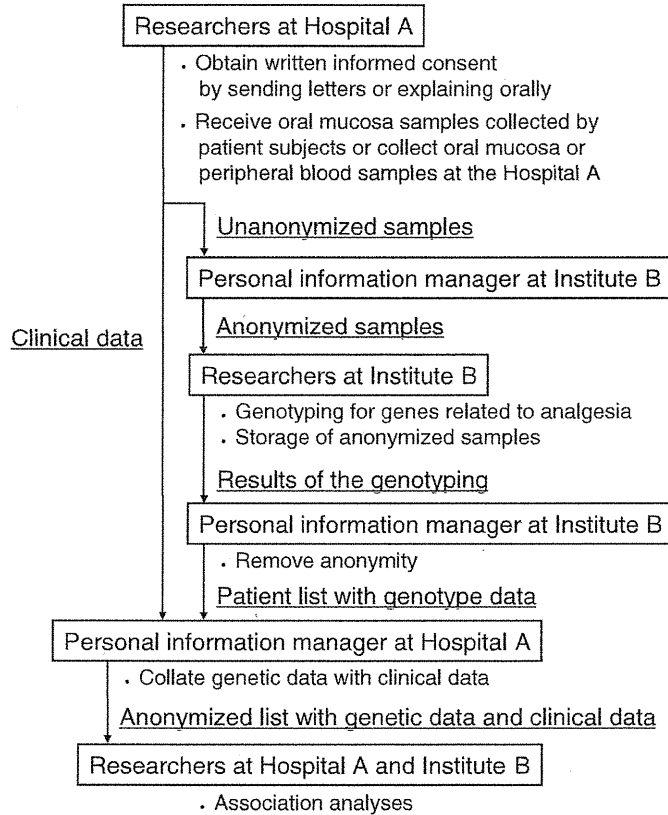 Researchers at Hospital A
. Obtain written informed consent
by sending letters or explaining orally
. Receive oral mucosa samples collected by
patient subjects or collect oral mucosa or
peripheral blood samples at the Hospital A
Unanonymized samples
Personal information manager at Institute B
Anonymized samples
Clinical data
Researchers at Institute B
. Genotyping for genes related to analgesia
. Storage of anonymized samples
Results of the genotyping
Personal information manager at Institute B
. Remove anonymity
Patient list with genotype data
Personal information manager at Hospital A
. Collate genetic data with clinical data
Anonymized list with genetic data and clinical data
Researchers at Hospital A and Institute B
. Association analyses